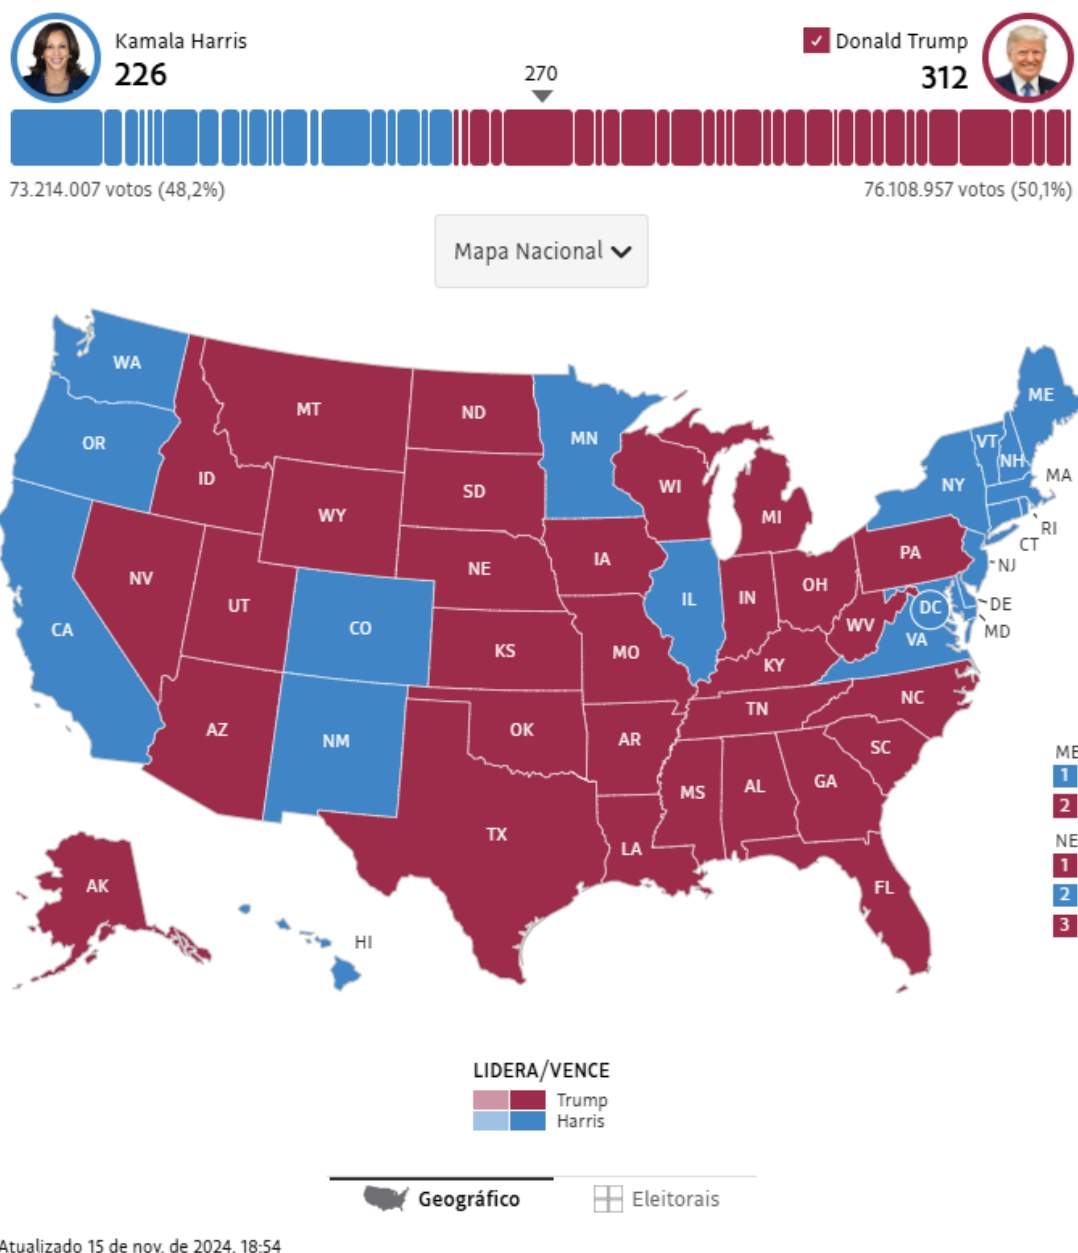 Kamala Harris
226
Donald Trump
312
270
73.214.007 votos (48,2%)
76.108.957 votos (50,1%)
Mapa Nacional
WA
MT
ND
MN
ME
OR
ID
SD
WI
MI
VT
NH
NY
MA
RI
CT
WY
NV
UT
NE
IA
PA
NJ
CA
CO
IL
IN
OH
WV
DC
DE
MD
VA
KS
MO
KY
AZ
NM
OK
AR
TN
NC
SC
MS
AL
GA
TX
LA
FL
AK
HI
ME
1
2
NE
1
2
3
LIDERA/VENCE
Trump
Harris
Geográfico
Eleitorais
Atualizado 15 de nov. de 2024, 18:54